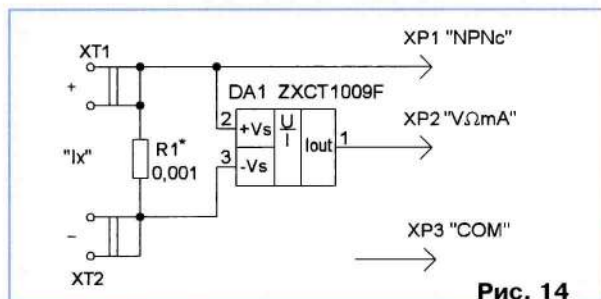 XT1
XP1 "NPNc"
+
DA1 ZXCT1009F
2
+Vs
U
I
Iout
1
XP2 "VΩmA"
"Ix"
R1*
0,001
3
-Vs
−
XT2
XP3 "COM"
Рис. 14